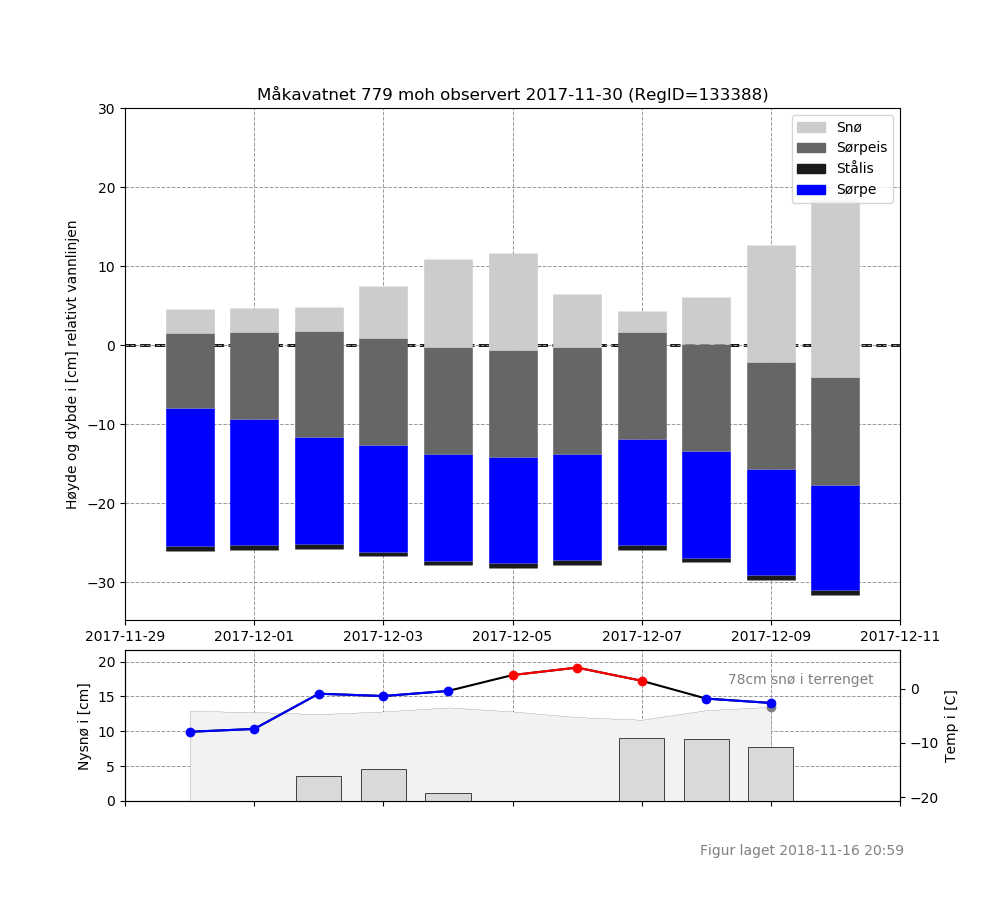 Måkavatnet 779 moh observert 2017-11-30 (RegID=133388)
Høyde og dybde i [cm] relativt vannlinjen
30
20
10
0
−10
−20
−30
Snø
Sørpeis
Stålis
Sørpe
2017-11-29
2017-12-01
2017-12-03
2017-12-05
2017-12-07
2017-12-09
2017-12-11
Nysnø i [cm]
20
15
10
5
0
78cm snø i terrenget
0
−10
−20
Temp i [C]
Figur laget 2018-11-16 20:59